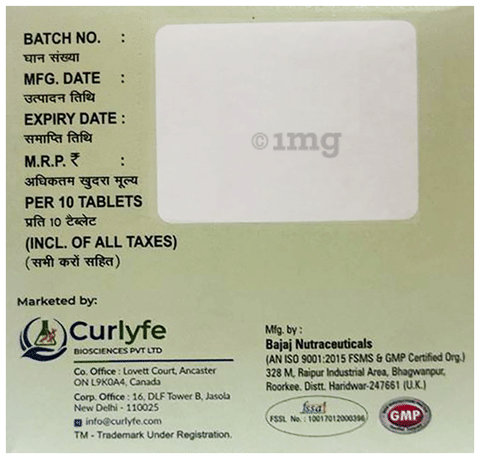 BATCH NO. :
घान संख्या
MFG. DATE :
उत्पादन तिथि
EXPIRY DATE :
समाप्ति तिथि
M.R.P. ₹ :
अधिकतम खुदरा मूल्य
PER 10 TABLETS
प्रति 10 टैब्लेट
(INCL. OF ALL TAXES)
(सभी करों सहित)
©1mg
Marketed by:
Curlyfe
BIOSCIENCES PVT LTD
Co. Office : Lovett Court, Ancaster
ON L9K0A4, Canada
Corp. Office : 16, DLF Tower B, Jasola
New Delhi - 110025
info@curlyfe.com
TM - Trademark Under Registration.
Mfg. by :
Bajaj Nutraceuticals
(AN ISO 9001:2015 FSMS & GMP Certified Org.)
328 M, Raipur Industrial Area, Bhagwanpur,
Roorkee. Distt. Haridwar-247661 (U.K.)
fssai
FSSL No. : 10017012000396
GMP